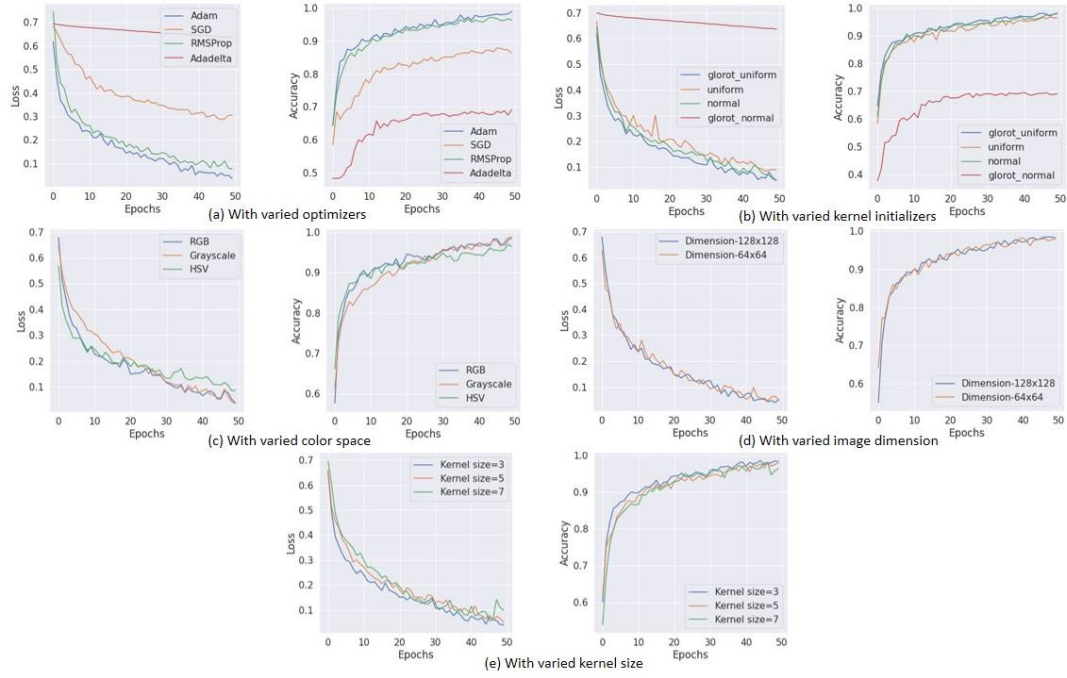 0.7
0.6
0.5
0.4
0.3
0.2
0.1
Loss
Adam
SGD
RMSProp
Adadelta
0 10 20 30 40 50
Epochs
1.0
0.9
0.8
0.7
0.6
0.5
Accuracy
Adam
SGD
RMSProp
Adadelta
0 10 20 30 40 50
Epochs
(a) With varied optimizers
0.7
0.6
0.5
0.4
0.3
0.2
0.1
Loss
glorot_uniform
uniform
normal
glorot_normal
0 10 20 30 40 50
Epochs
1.0
0.9
0.8
0.7
0.6
0.5
0.4
Accuracy
glorot_uniform
uniform
normal
glorot_normal
0 10 20 30 40 50
Epochs
(b) With varied kernel initializers
0.7
0.6
0.5
0.4
0.3
0.2
0.1
Loss
RGB
Grayscale
HSV
0 10 20 30 40 50
Epochs
1.0
0.9
0.8
0.7
0.6
Accuracy
RGB
Grayscale
HSV
0 10 20 30 40 50
Epochs
(c) With varied color space
0.7
0.6
0.5
0.4
0.3
0.2
0.1
Loss
Dimension-128x128
Dimension-64x64
0 10 20 30 40 50
Epochs
1.0
0.9
0.8
0.7
0.6
Accuracy
Dimension-128x128
Dimension-64x64
0 10 20 30 40 50
Epochs
(d) With varied image dimension
0.7
0.6
0.5
0.4
0.3
0.2
0.1
Loss
Kernel size=3
Kernel size=5
Kernel size=7
0 10 20 30 40 50
Epochs
1.0
0.9
0.8
0.7
0.6
Accuracy
Kernel size=3
Kernel size=5
Kernel size=7
0 10 20 30 40 50
Epochs
(e) With varied kernel size